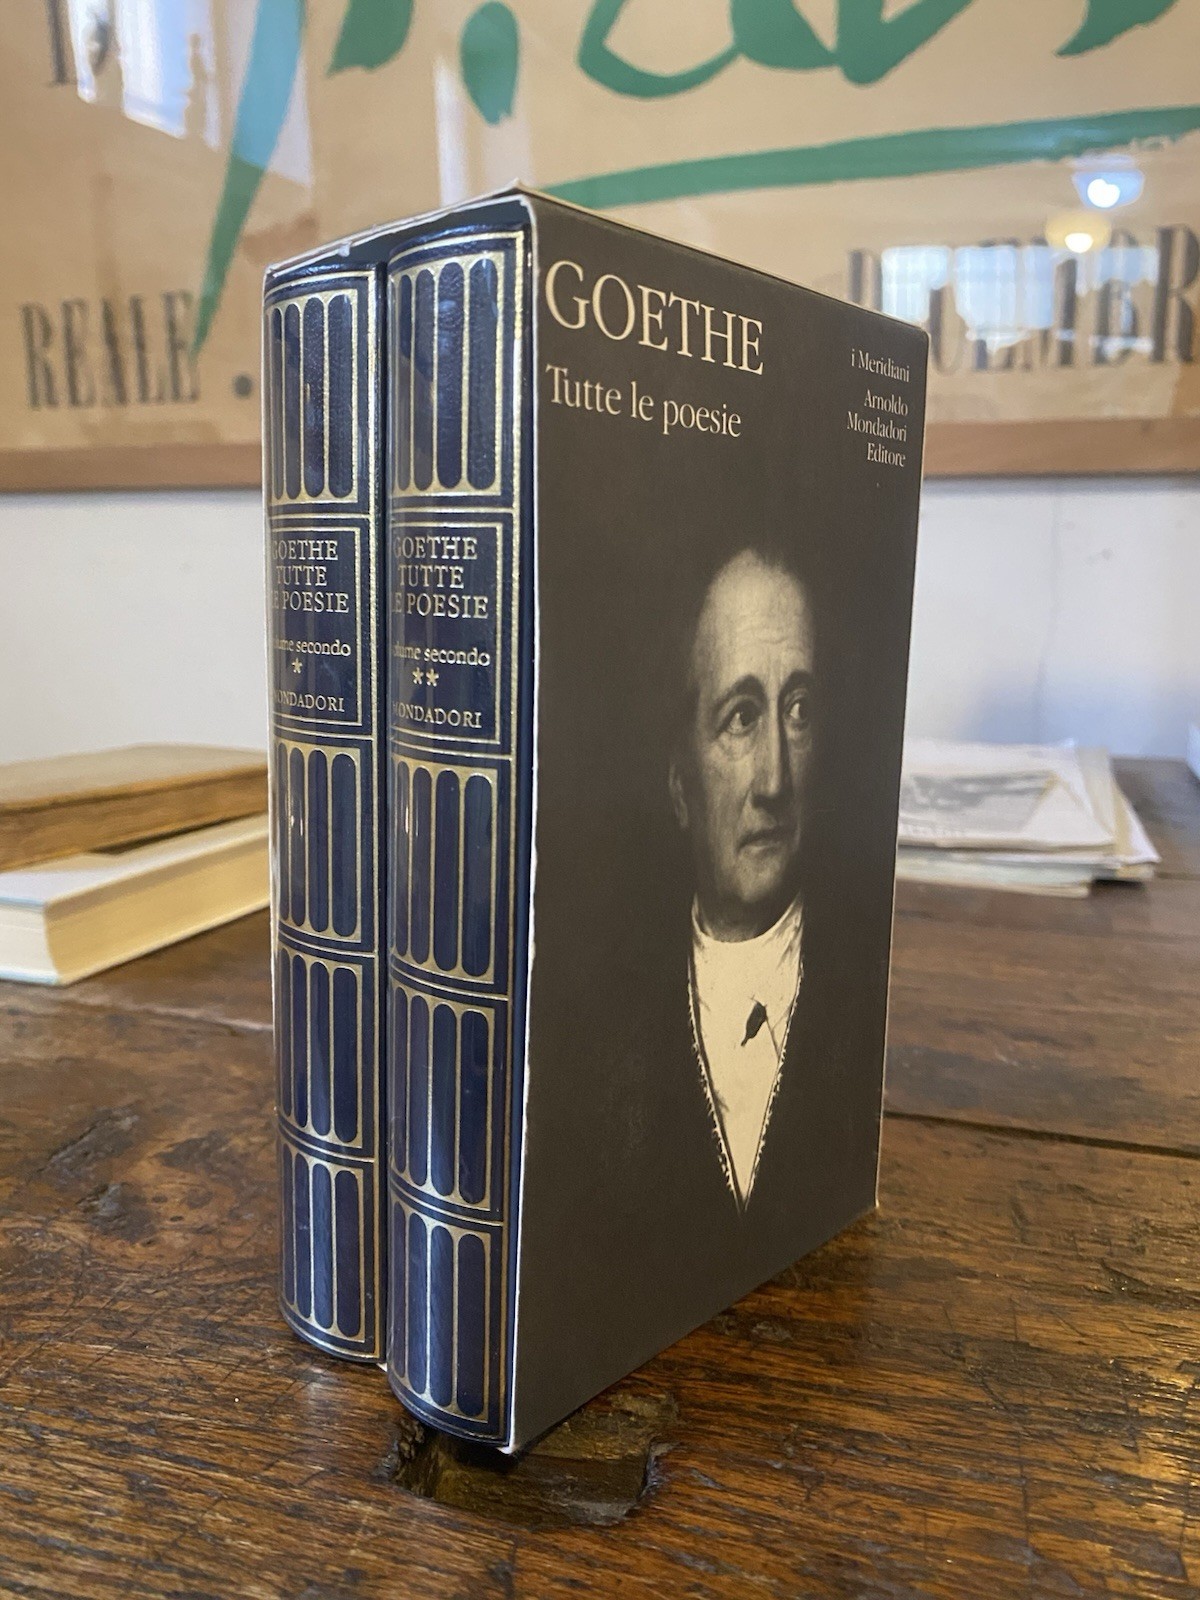 REALE.
GOETHE
Tutte le poesie
i Meridiani
Arnoldo
Mondadori
Editore
GOETHE
TUTTE
LE POESIE
volume secondo
*
MONDADORI
GOETHE
TUTTE
LE POESIE
volume secondo
**
MONDADORI